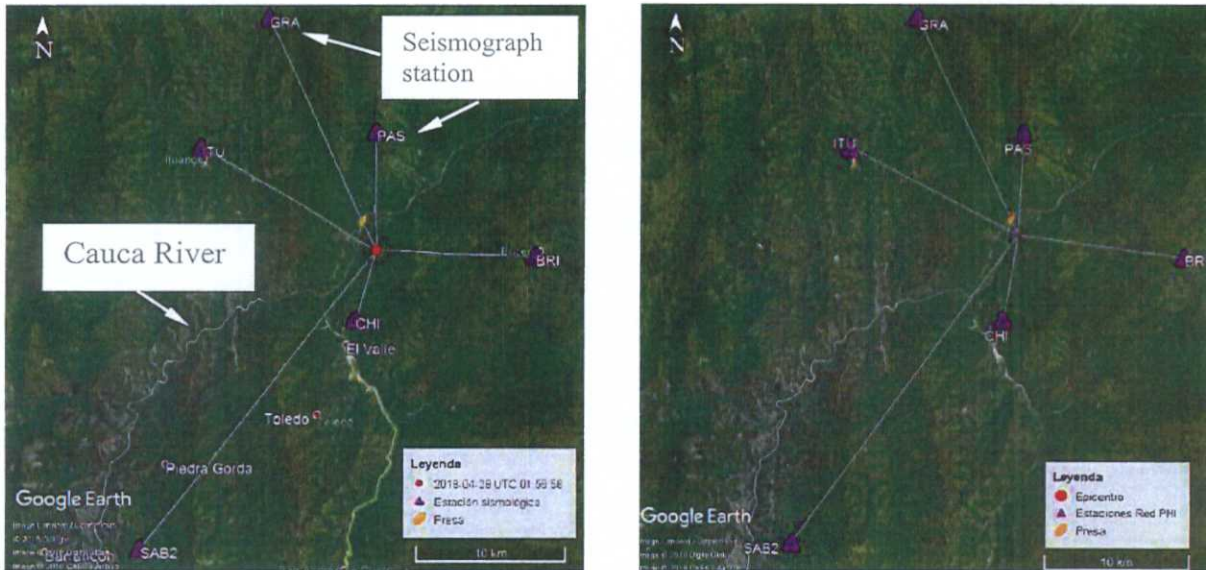 GRA
Seismograph
station
N
PAS
ITU
BRI
Cauca River
CHI
El Valle
Toledo
Piedra Gorda
Google Earth
SAB2
Leyenda
2018-04-28 UTC 01:56:58
Estación sismológica
Presa
10 km
GRA
N
ITU
PAS
BR
CHI
Google Earth
SAB2
Leyenda
Epicentro
Estaciones Red PHI
Presa
10 km